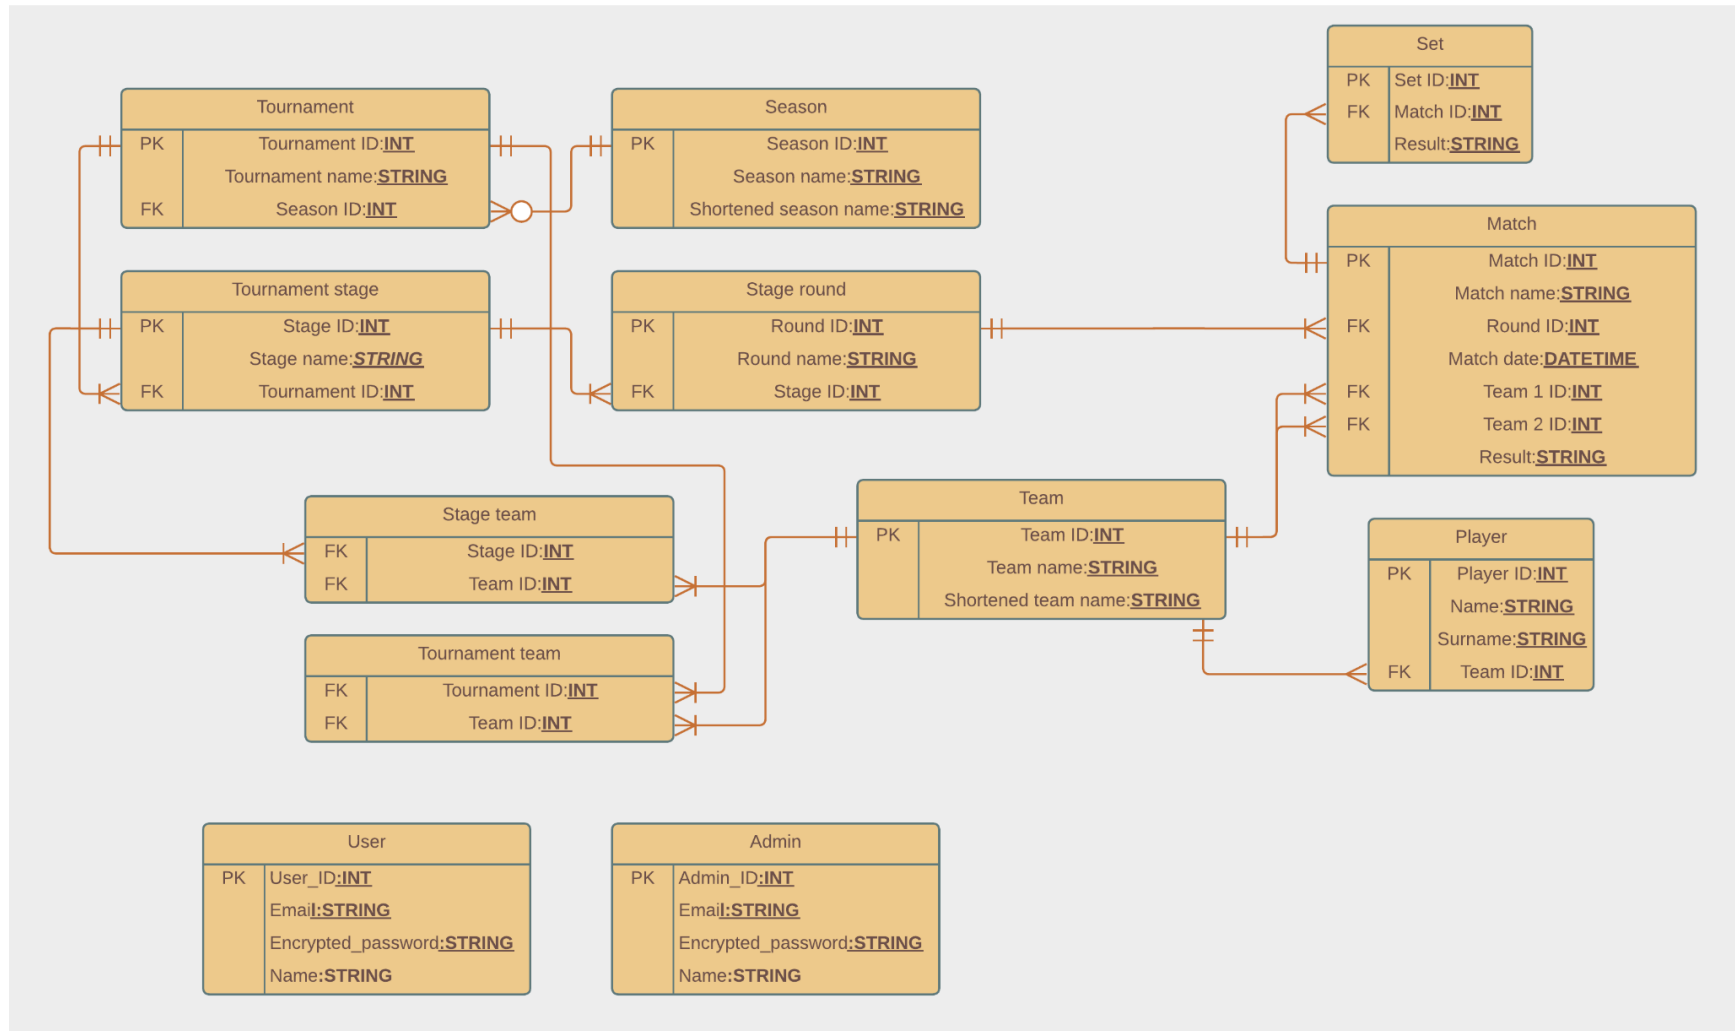 Set
PK Set ID:INT
FK Match ID:INT
Result:STRING
Tournament
PK Tournament ID:INT
Tournament name:STRING
FK Season ID:INT
Season
PK Season ID:INT
Season name:STRING
Shortened season name:STRING
Match
PK Match ID:INT
Match name:STRING
FK Round ID:INT
Match date:DATETIME
FK Team 1 ID:INT
FK Team 2 ID:INT
Result:STRING
Tournament stage
PK Stage ID:INT
Stage name:STRING
FK Tournament ID:INT
Stage round
PK Round ID:INT
Round name:STRING
FK Stage ID:INT
Stage team
FK Stage ID:INT
FK Team ID:INT
Team
PK Team ID:INT
Team name:STRING
Shortened team name:STRING
Player
PK Player ID:INT
Name:STRING
Surname:STRING
FK Team ID:INT
Tournament team
FK Tournament ID:INT
FK Team ID:INT
User
PK User_ID:INT
Email:STRING
Encrypted_password:STRING
Name:STRING
Admin
PK Admin_ID:INT
Email:STRING
Encrypted_password:STRING
Name:STRING